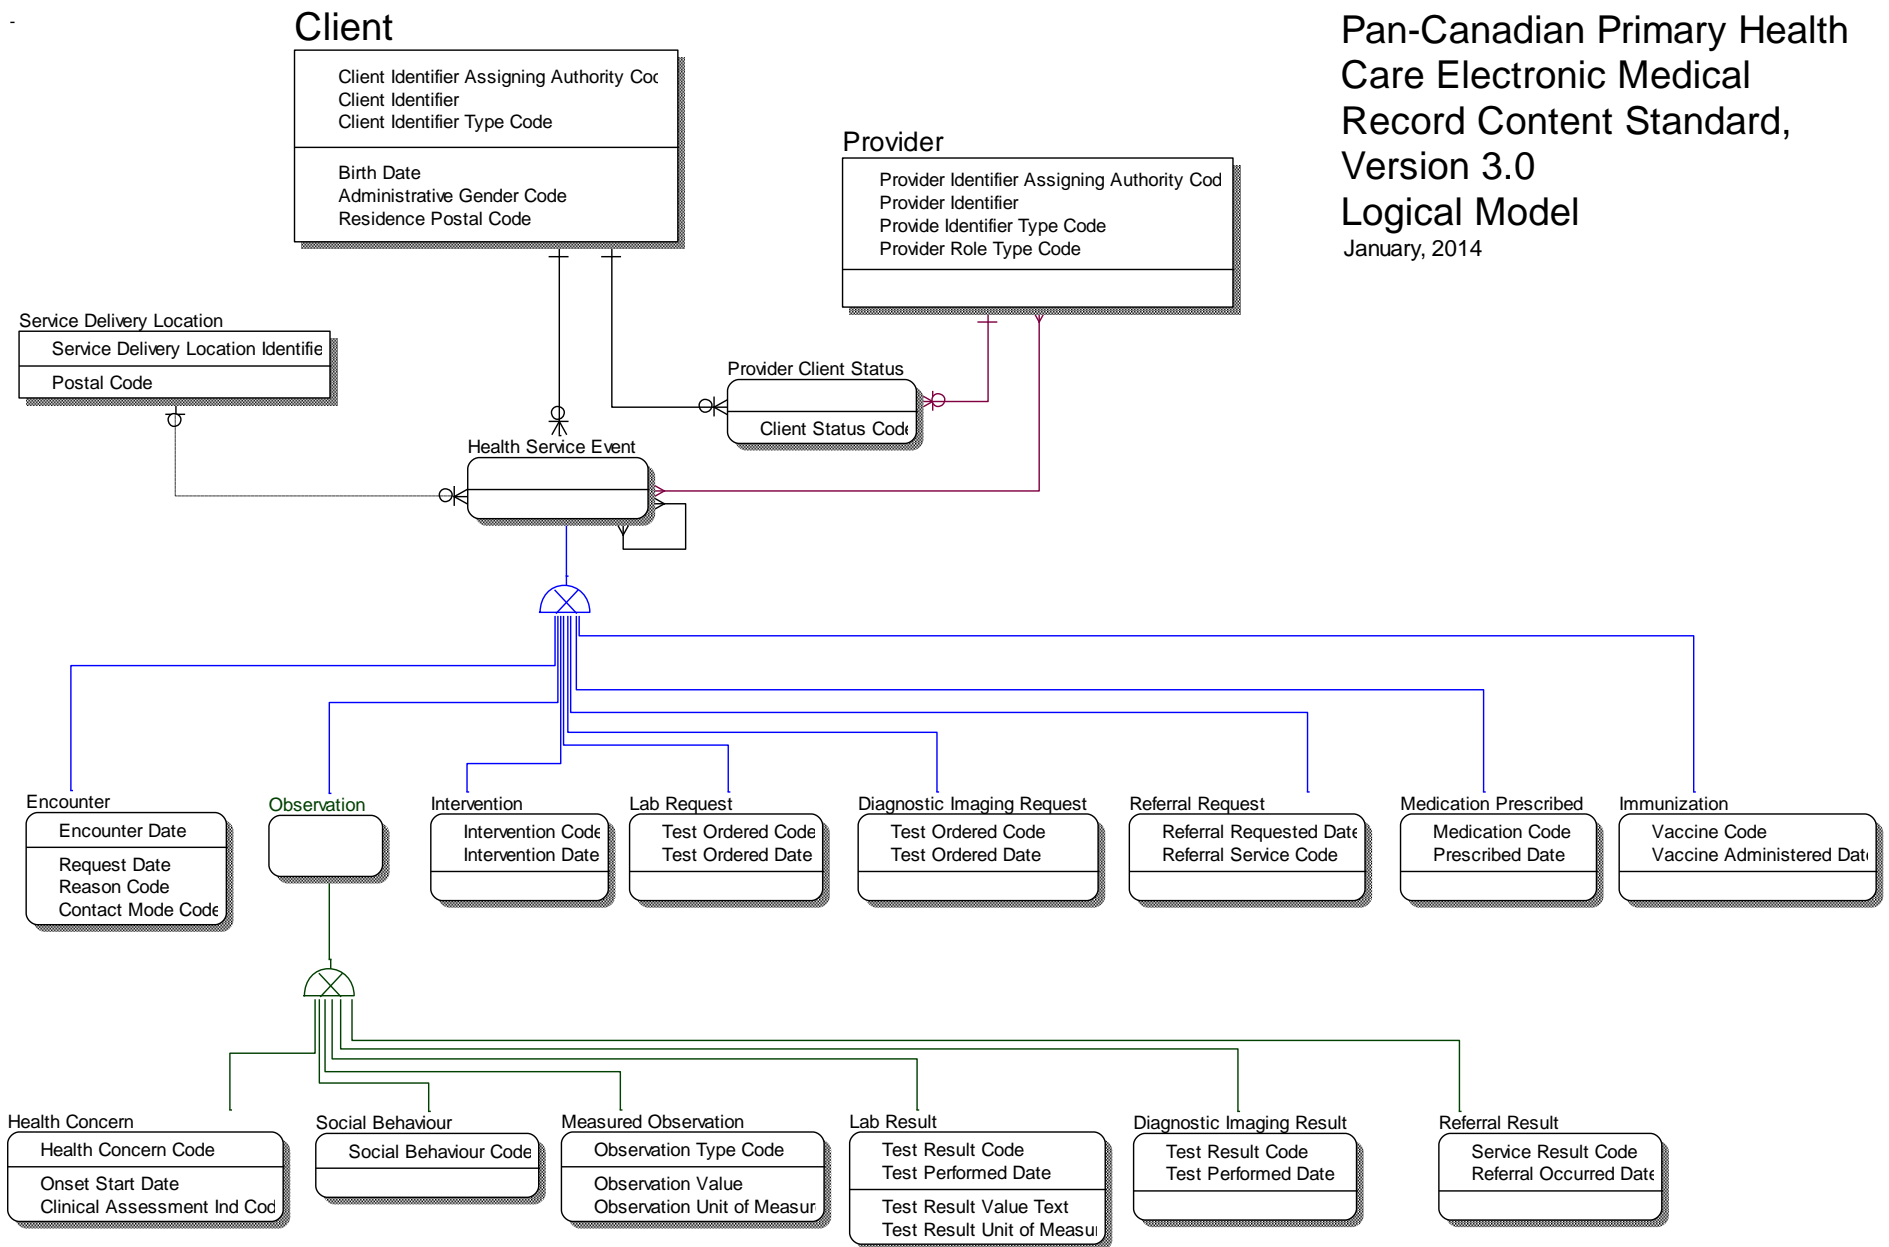 -
Client
Client Identifier Assigning Authority Coc
Client Identifier
Client Identifier Type Code
Birth Date
Administrative Gender Code
Residence Postal Code
Pan-Canadian Primary Health
Care Electronic Medical
Record Content Standard,
Version 3.0
Logical Model
January, 2014
Provider
Provider Identifier Assigning Authority Cod
Provider Identifier
Provide Identifier Type Code
Provider Role Type Code
Service Delivery Location
Service Delivery Location Identifie
Postal Code
Provider Client Status
Client Status Code
Health Service Event
Encounter
Encounter Date
Request Date
Reason Code
Contact Mode Code
Observation
Intervention
Intervention Code
Intervention Date
Lab Request
Test Ordered Code
Test Ordered Date
Diagnostic Imaging Request
Test Ordered Code
Test Ordered Date
Referral Request
Referral Requested Date
Referral Service Code
Medication Prescribed
Medication Code
Prescribed Date
Immunization
Vaccine Code
Vaccine Administered Date
Health Concern
Health Concern Code
Onset Start Date
Clinical Assessment Ind Cod
Social Behaviour
Social Behaviour Code
Measured Observation
Observation Type Code
Observation Value
Observation Unit of Measur
Lab Result
Test Result Code
Test Performed Date
Test Result Value Text
Test Result Unit of Measu
Diagnostic Imaging Result
Test Result Code
Test Performed Date
Referral Result
Service Result Code
Referral Occurred Date